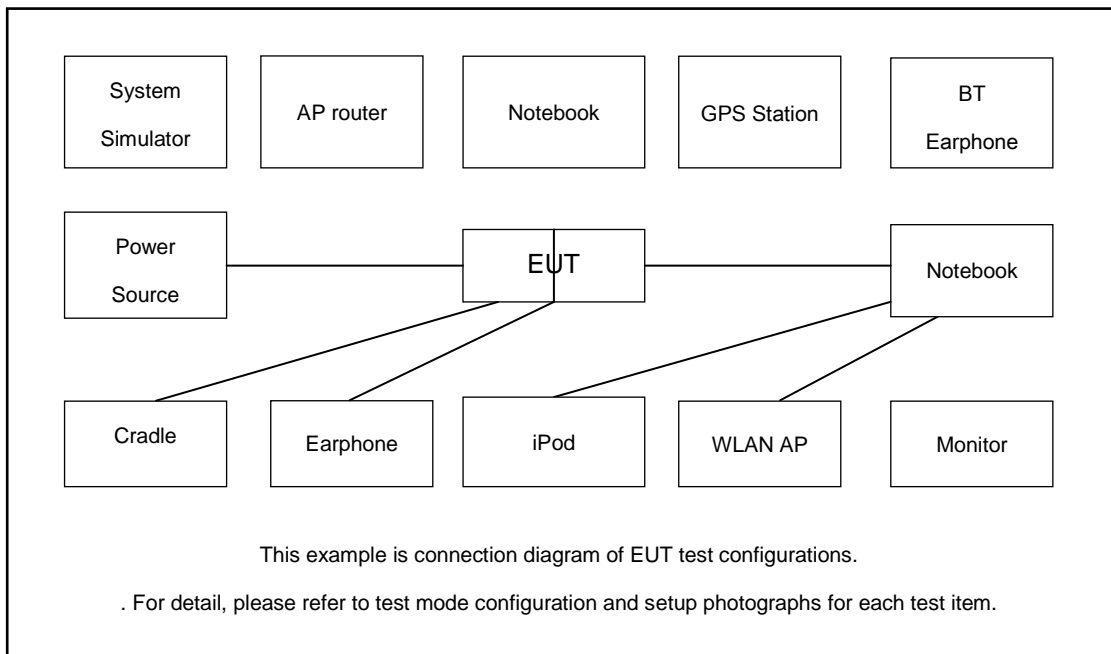 System
Simulator
AP router
Notebook
GPS Station
BT
Earphone
Power
Source
EUT
Notebook
Cradle
Earphone
iPod
WLAN AP
Monitor
This example is connection diagram of EUT test configurations.
. For detail, please refer to test mode configuration and setup photographs for each test item.